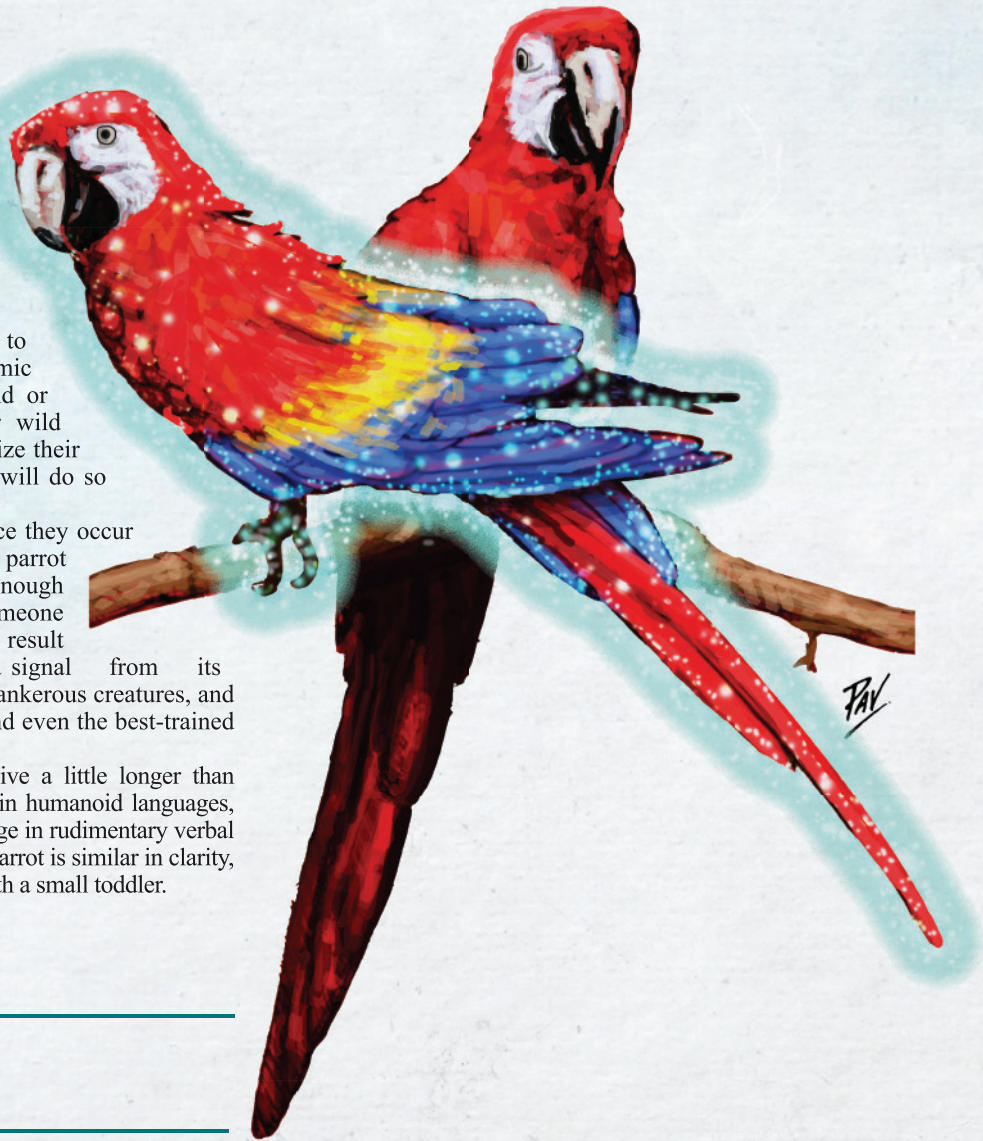 to
mic
d or
wild
ize their
will do so
ce they occur
parrot
nough
meone
result
signal from its
ankerous creatures, and
nd even the best-trained
ive a little longer than
in humanoid languages,
ge in rudimentary verbal
arrot is similar in clarity,
th a small toddler.
PAV